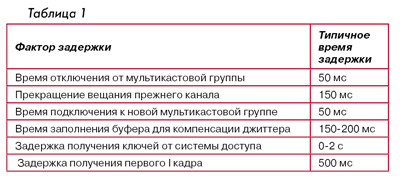 Таблица 1
Фактор задержки
Типичное
время
задержки
Время отключения от мультикастовой группы 50 мс
Прекращение вещания прежнего канала 150 мс
Время подключения к новой мультикастовой группе 50 мс
Время заполнения буфера для компенсации джиттера 150-200 мс
Задержка получения ключей от системы доступа 0-2 с
Задержка получения первого I кадра 500 мс